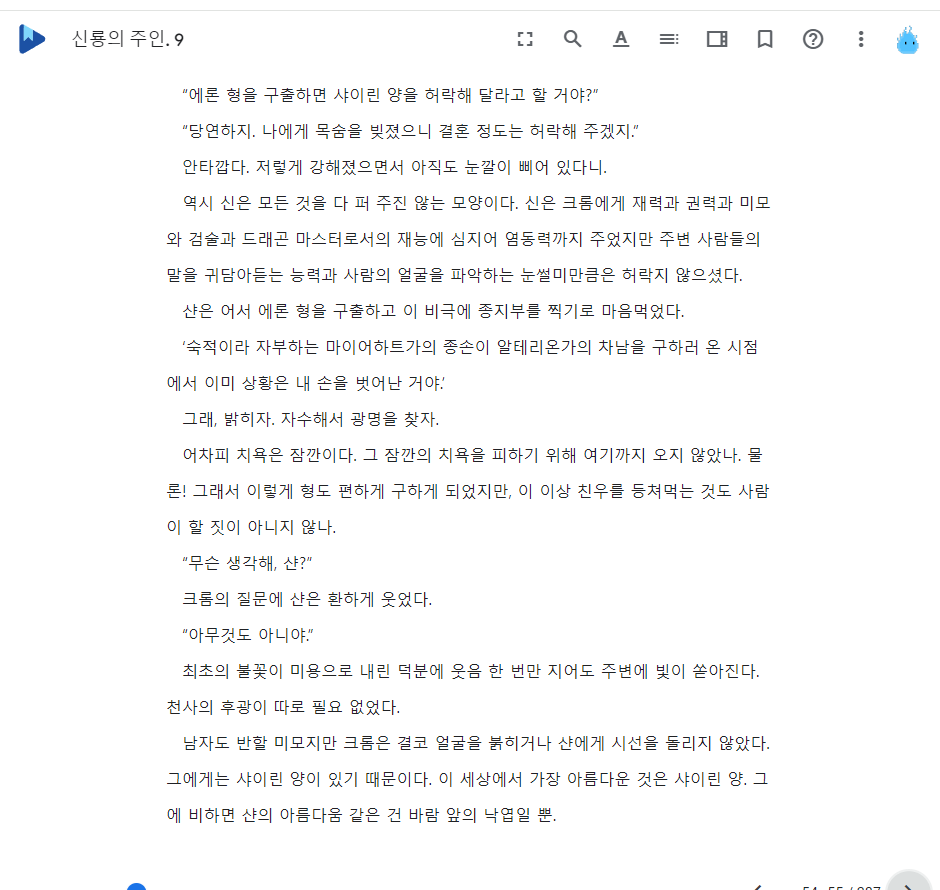 신룡의 주인. 9
"에론 형을 구출하면 샤이린 양을 허락해 달라고 할 거야?"
"당연하지. 나에게 목숨을 빚졌으니 결혼 정도는 허락해 주겠지."
안타깝다. 저렇게 강해졌으면서 아직도 눈깔이 삐어 있다니.
역시 신은 모든 것을 다 퍼 주진 않는 모양이다. 신은 크롬에게 재력과 권력과 미모
와 검술과 드래곤 마스터로서의 재능에 심지어 염동력까지 주었지만 주변 사람들의
말을 귀담아듣는 능력과 사람의 얼굴을 파악하는 눈썰미만큼은 허락지 않으셨다.
샨은 어서 에론 형을 구출하고 이 비극에 종지부를 찍기로 마음먹었다.
'숙적이라 자부하는 마이어하트가의 종손이 알테리온가의 차남을 구하러 온 시점
에서 이미 상황은 내 손을 벗어난 거야.'
그래, 밝히자. 자수해서 광명을 찾자.
어차피 치욕은 잠깐이다. 그 잠깐의 치욕을 피하기 위해 여기까지 오지 않았나. 물
론! 그래서 이렇게 형도 편하게 구하게 되었지만, 이 이상 친우를 등쳐먹는 것도 사람
이 할 짓이 아니지 않나.
"무슨 생각해, 샨?"
크롬의 질문에 샨은 환하게 웃었다.
"아무것도 아니야."
최초의 불꽃이 미용으로 내린 덕분에 웃음 한 번만 지어도 주변에 빛이 쏟아진다.
천사의 후광이 따로 필요 없었다.
남자도 반할 미모지만 크롬은 결코 얼굴을 붉히거나 샨에게 시선을 돌리지 않았다.
그에게는 샤이린 양이 있기 때문이다. 이 세상에서 가장 아름다운 것은 샤이린 양. 그
에 비하면 샨의 아름다움 같은 건 바람 앞의 낙엽일 뿐.